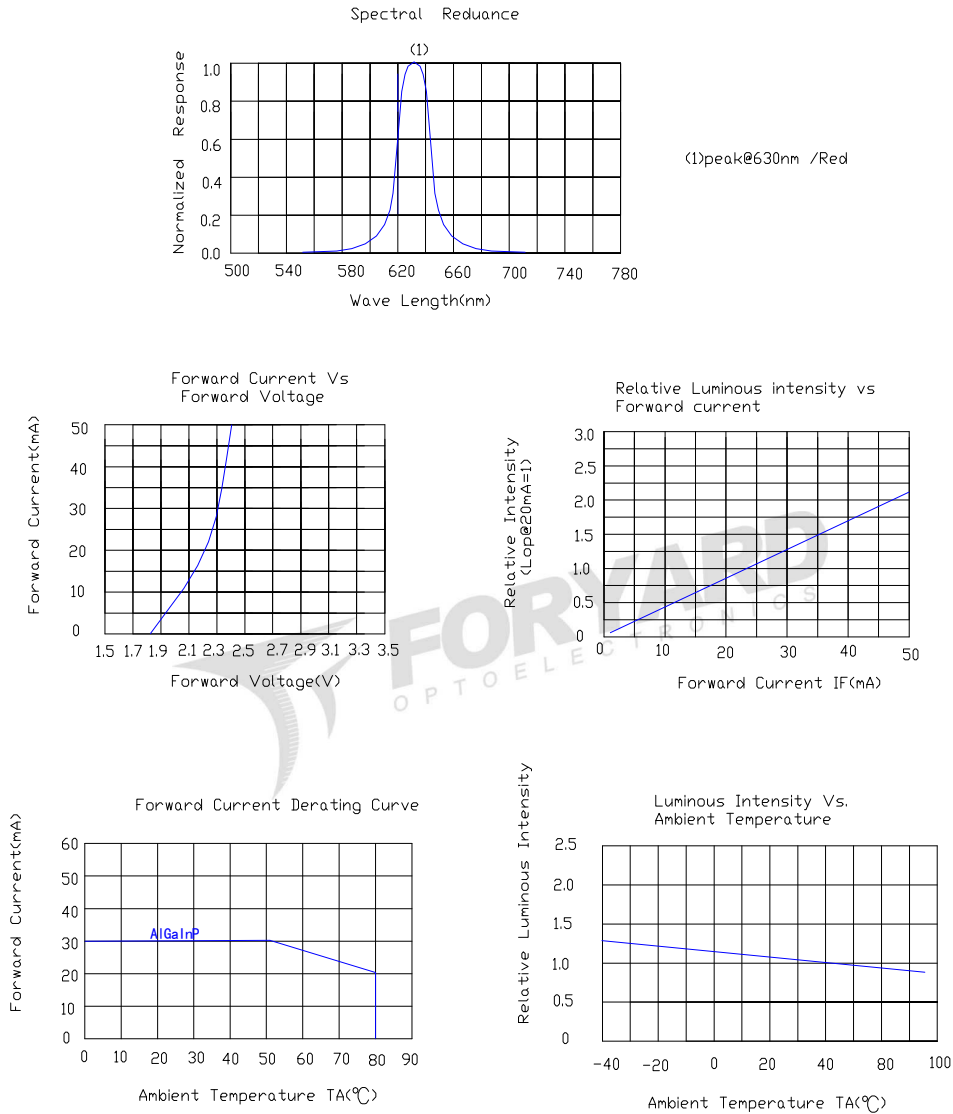 Spectral Reduance
(1)
Normalized Response
1.0
0.8
0.6
0.4
0.2
0.0
500 540 580 620 660 700 740 780
Wave Length(nm)
(1)peak@630nm /Red
Forward Current Vs
Forward Voltage
Forward Current(mA)
50
40
30
20
10
0
1.5 1.7 1.9 2.1 2.3 2.5 2.7 2.9 3.1 3.3 3.5
Forward Voltage(V)
Relative Luminous intensity vs
Forward current
Relative Intensity
(Lop@20mA=1)
3.0
2.5
2.0
1.5
1.0
0.5
0
0 10 20 30 40 50
Forward Current IF(mA)
FORYARD
OPTOELECTRONICS
Forward Current Derating Curve
Forward Current(mA)
60
50
40
30
20
10
0
AlGaInP
0 10 20 30 40 50 60 70 80 90
Ambient Temperature TA(℃)
Luminous Intensity Vs.
Ambient Temperature
Relative Luminous Intensity
2.5
2.0
1.5
1.0
0.5
0
-40 -20 0 20 40 60 80 100
Ambient Temperature TA(℃)